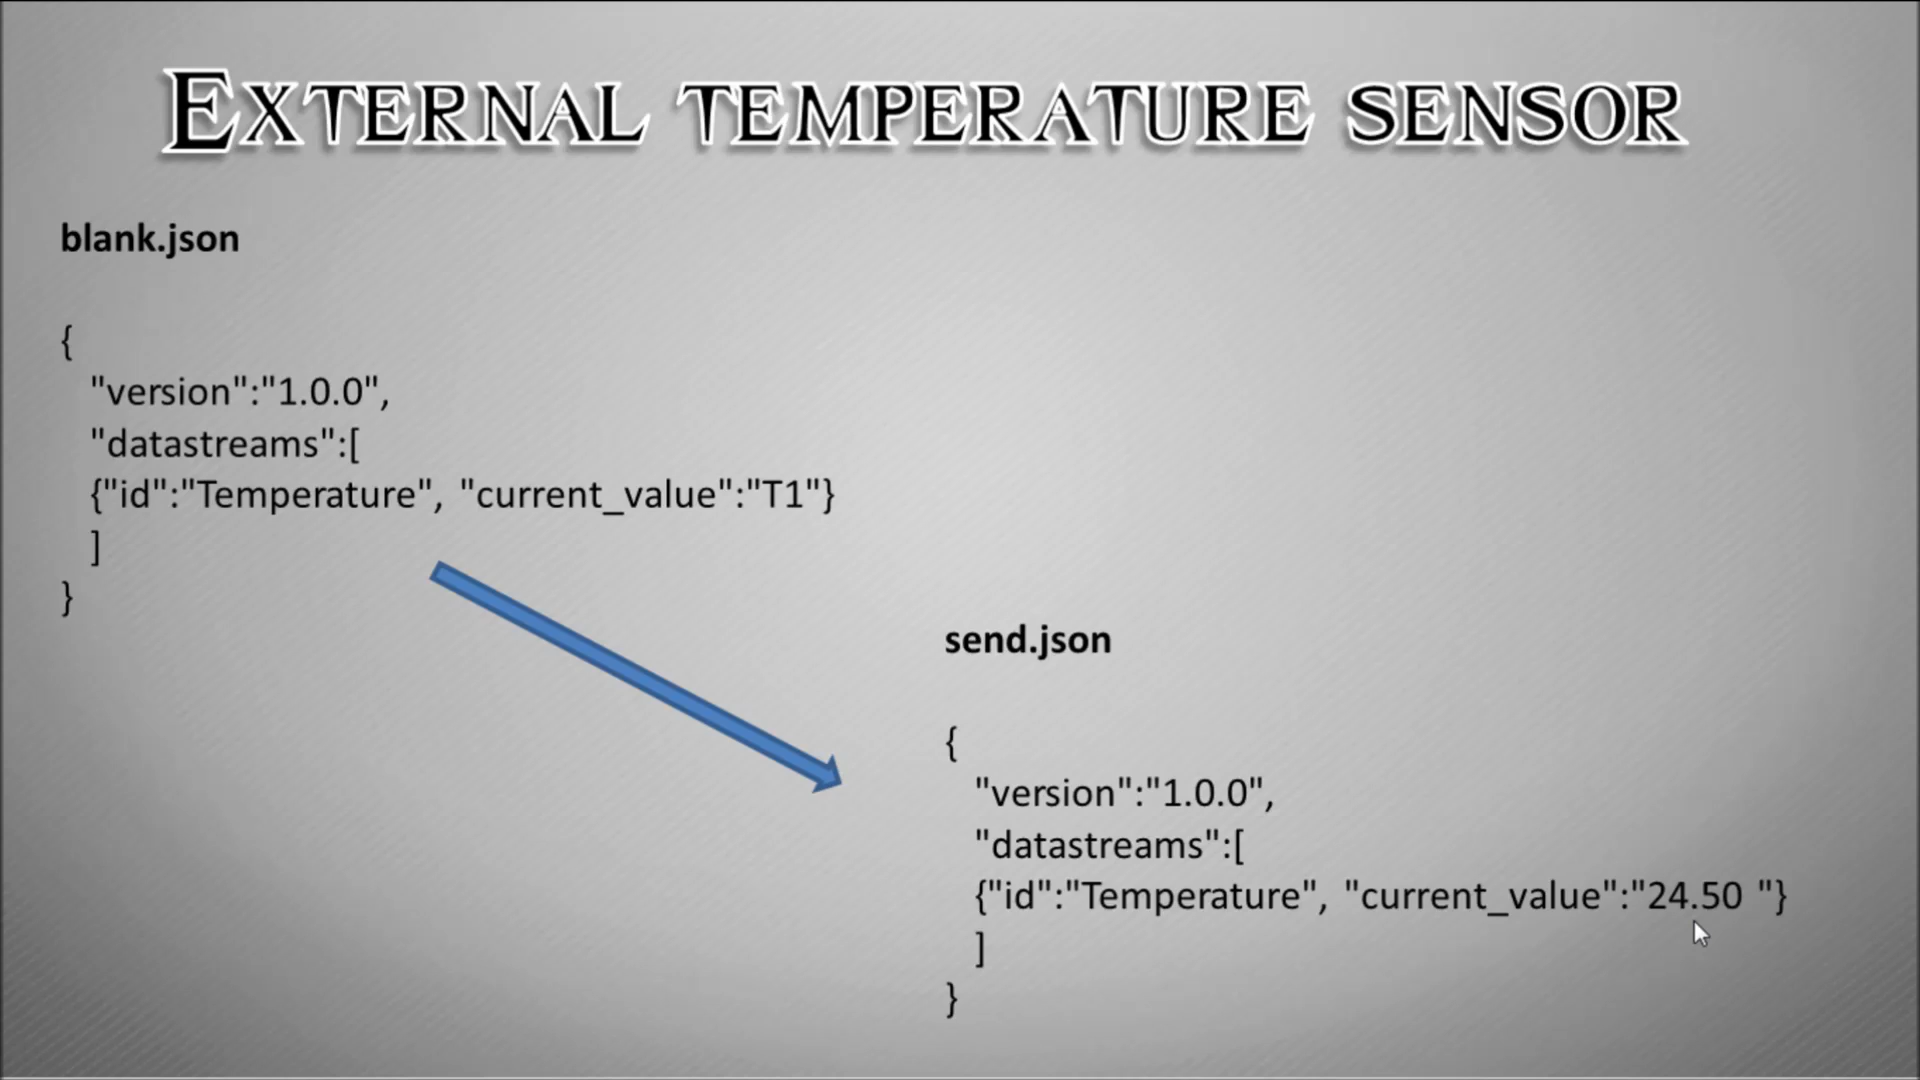 External temperature sensor
blank.json
{
"version":"1.0.0",
"datastreams":[
{"id":"Temperature", "current_value":"T1"}
]
}
send.json
{
"version":"1.0.0",
"datastreams":[
{"id":"Temperature", "current_value":"24.50 "}
]
}